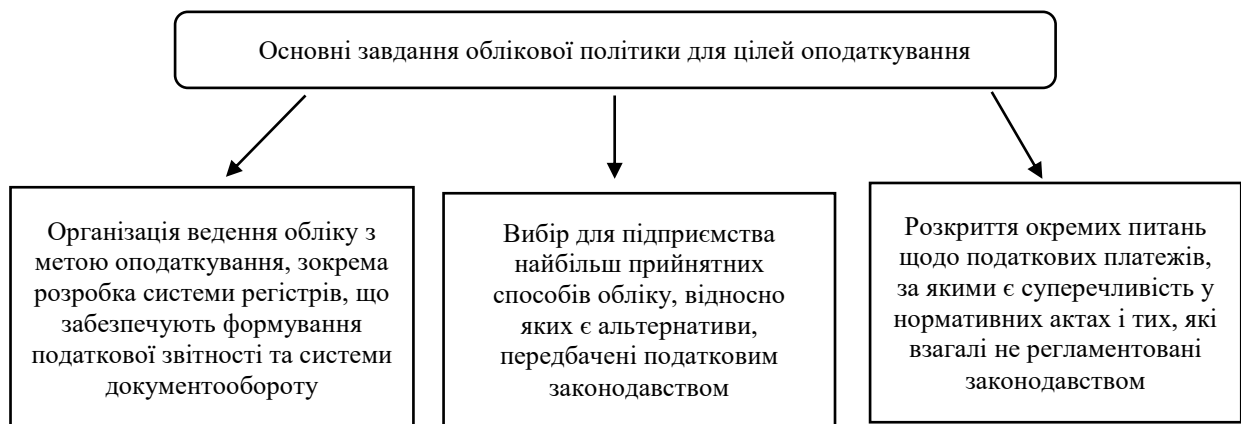 Основні завдання облікової політики для цілей оподаткування
Організація ведення обліку з
метою оподаткування, зокрема
розробка системи регістрів, що
забезпечують формування
податкової звітності та системи
документообороту
Вибір для підприємства
найбільш прийнятних
способів обліку, відносно
яких є альтернативи,
передбачені податковим
законодавством
Розкриття окремих питань
щодо податкових платежів,
за якими є суперечливість у
нормативних актах і тих, які
взагалі не регламентовані
законодавством